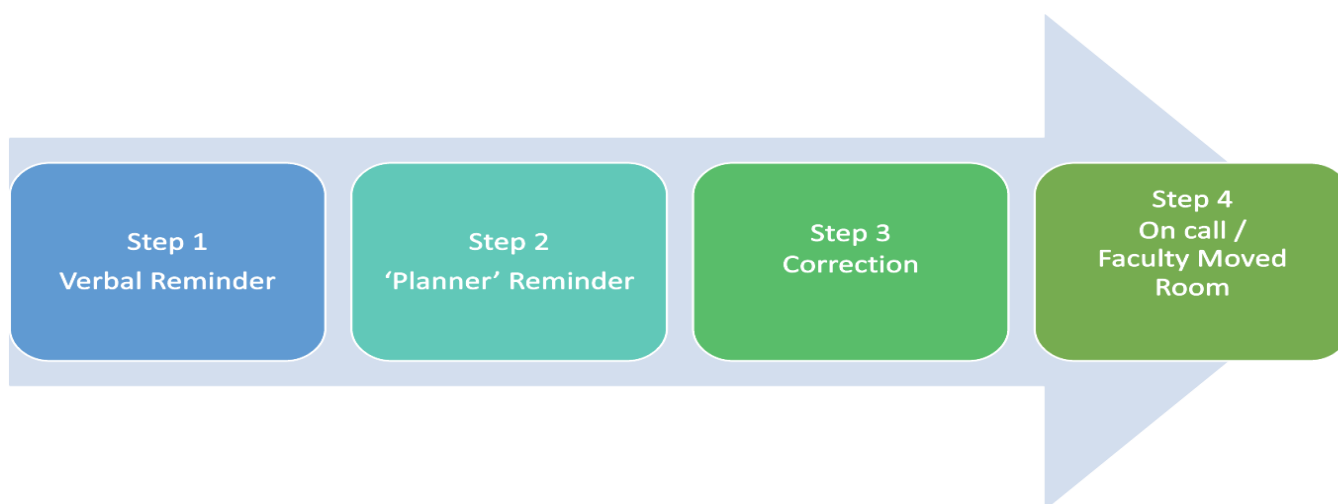 Step 1
Verbal Reminder
Step 2
‘Planner’ Reminder
Step 3
Correction
Step 4
On call /
Faculty Moved
Room